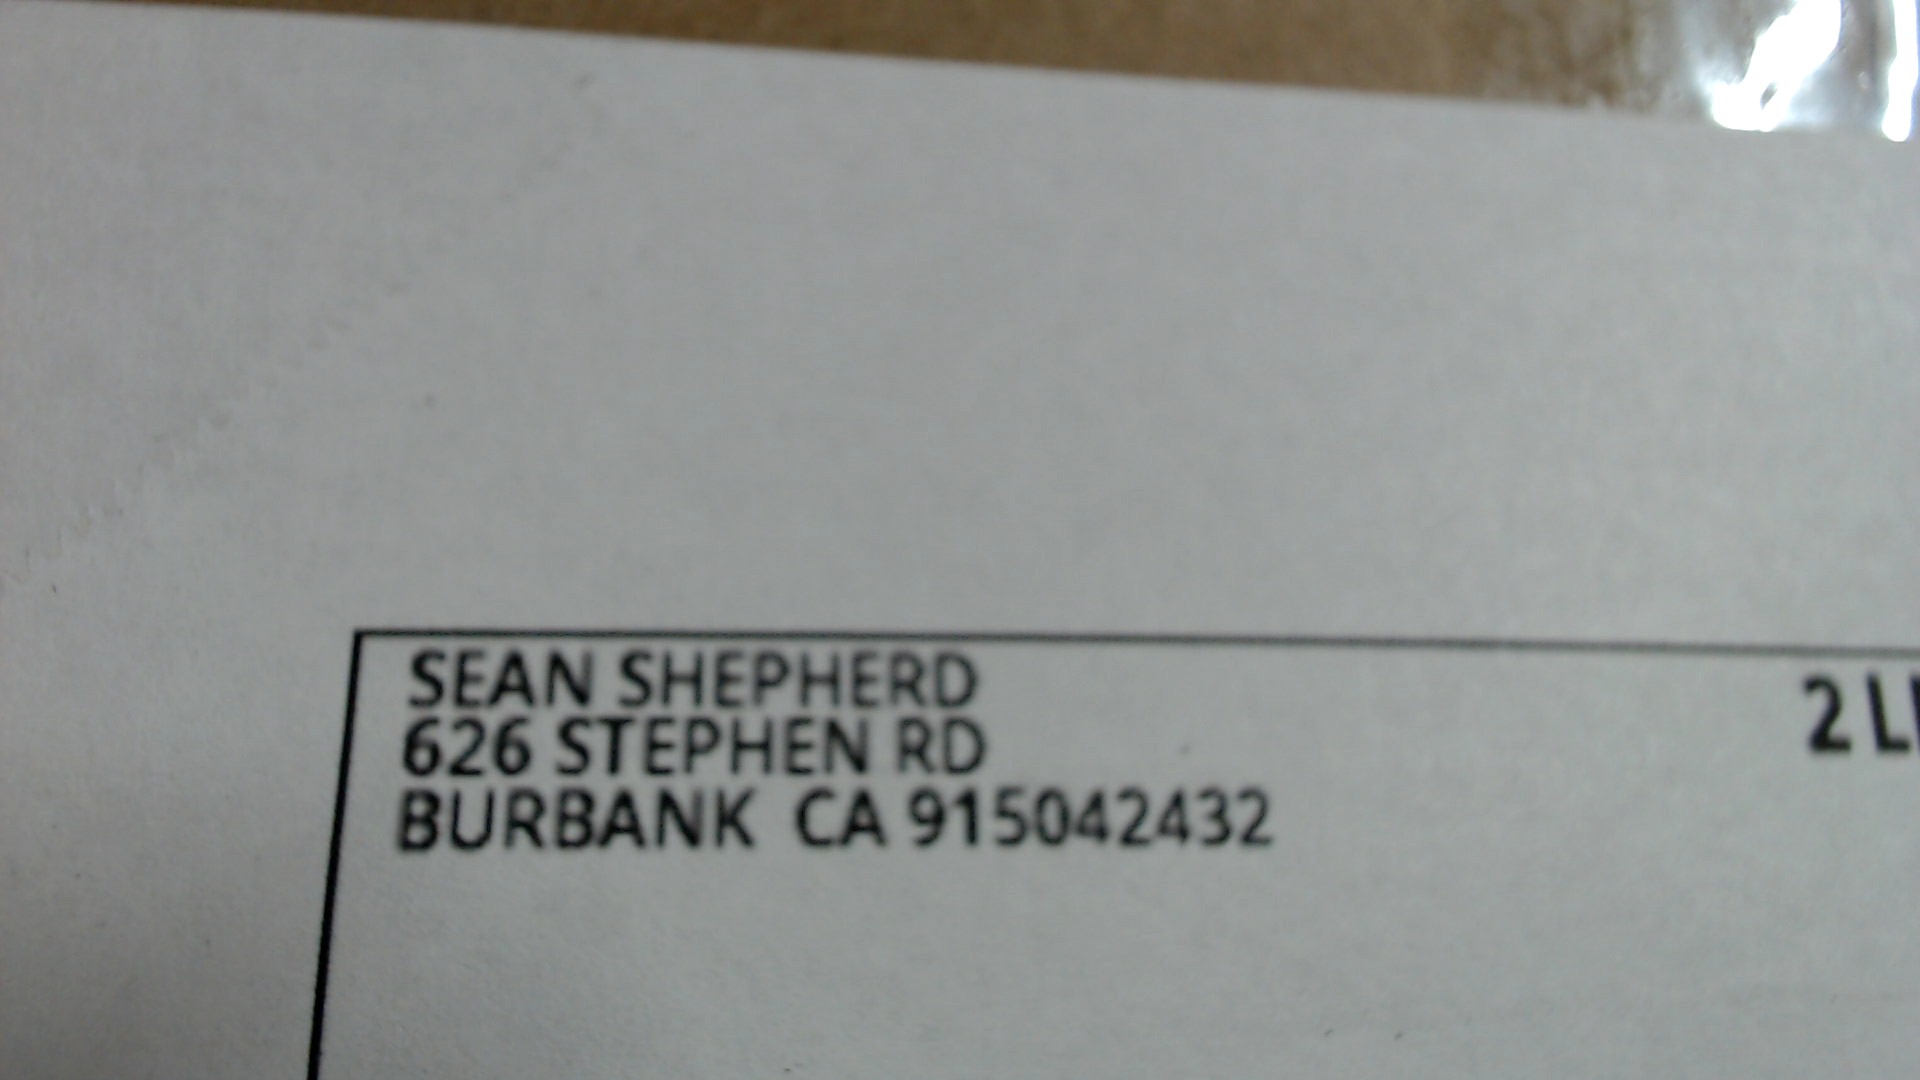 SEAN SHEPHERD
626 STEPHEN RD
BURBANK CA 915042432
2